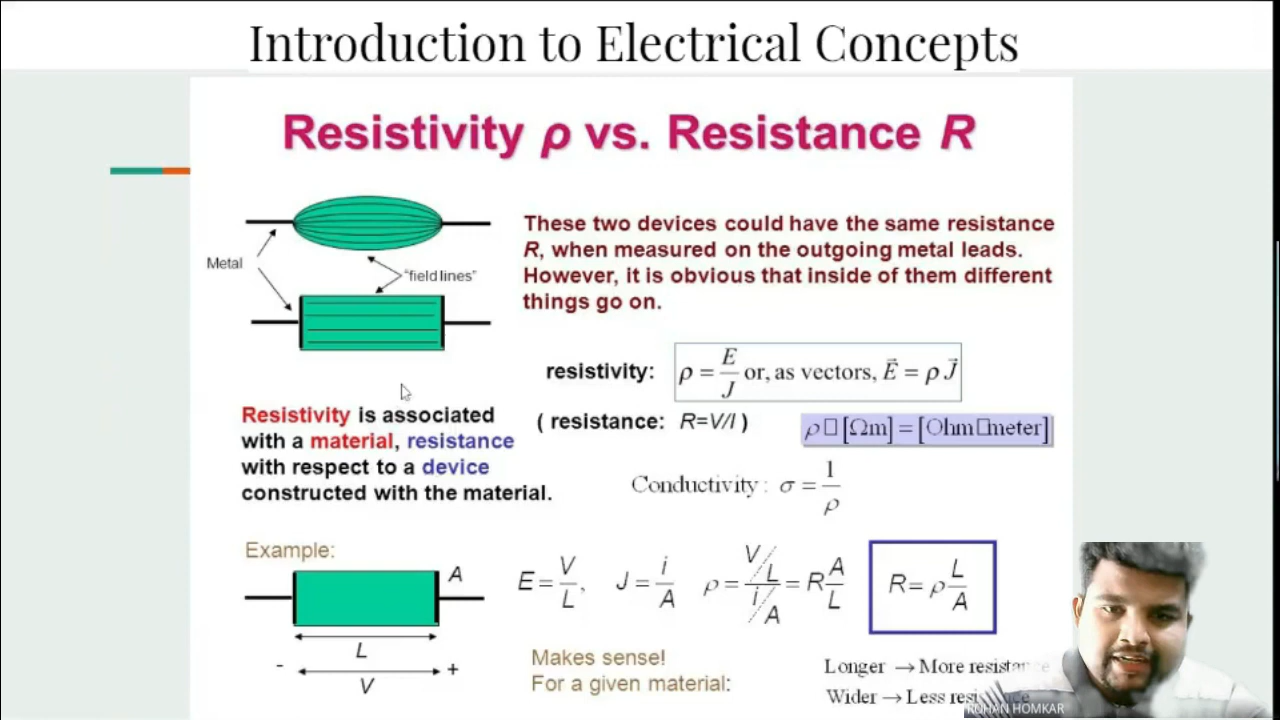 Introduction to Electrical Concepts
Resistivity ρ vs. Resistance R
Metal
"field lines"
These two devices could have the same resistance
R, when measured on the outgoing metal leads.
However, it is obvious that inside of them different
things go on.
resistivity: ρ = E/J or, as vectors, E⃗ = ρ J⃗
( resistance: R=V/I )
ρ□ [Ωm] = [Ohm□meter]
Resistivity is associated
with a material, resistance
with respect to a device
constructed with the material.
Conductivity: σ = 1/ρ
Example:
A
L
- V +
E = V/L, J = i/A ρ = (V/L)/(i/A) = R A/L
R = ρ L/A
Makes sense!
For a given material:
Longer → More resistance
Wider → Less
ROHAN HOMKAR